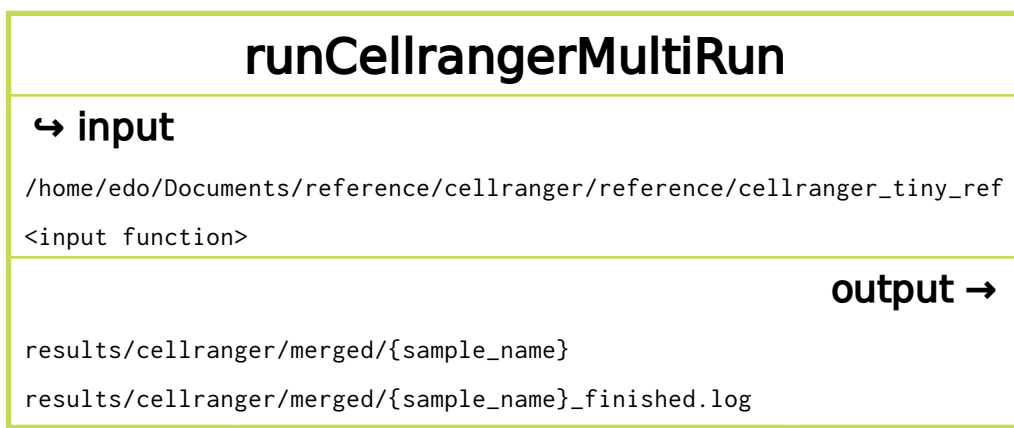 runCellrangerMultiRun
↪ input
/home/edo/Documents/reference/cellranger/reference/cellranger_tiny_ref
<input function>
output →
results/cellranger/merged/{sample_name}
results/cellranger/merged/{sample_name}_finished.log